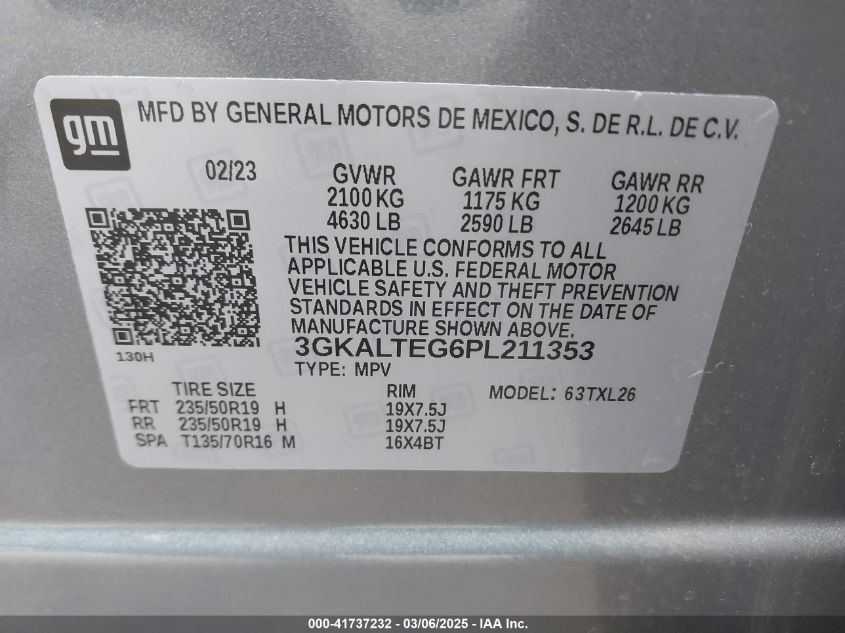 gm
MFD BY GENERAL MOTORS DE MEXICO, S. DE R.L. DE C.V.
02/23
GVWR GAWR FRT GAWR RR
2100 KG 1175 KG 1200 KG
4630 LB 2590 LB 2645 LB
THIS VEHICLE CONFORMS TO ALL
APPLICABLE U.S. FEDERAL MOTOR
VEHICLE SAFETY AND THEFT PREVENTION
STANDARDS IN EFFECT ON THE DATE OF
MANUFACTURE SHOWN ABOVE.
3GKALTEG6PL211353
130H
TYPE: MPV
TIRE SIZE RIM MODEL: 63TXL26
FRT 235/50R19 H 19X7.5J
RR 235/50R19 H 19X7.5J
SPA T135/70R16 M 16X4BT
000-41737232 — 03/06/2025 - IAA Inc.